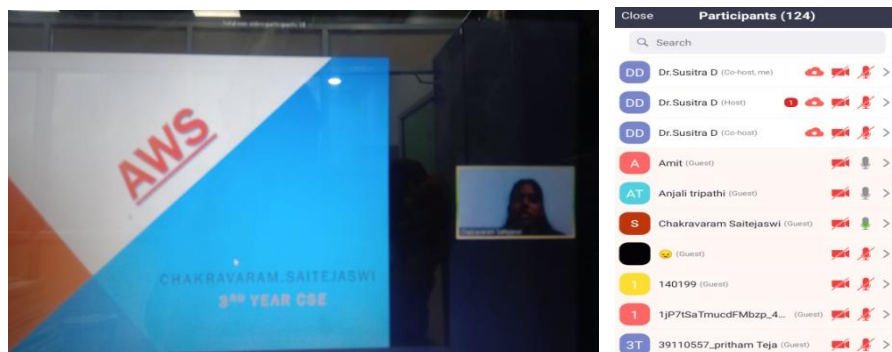 AWS
CHAKRAVARAM.SAITEJASWI
3RD YEAR CSE
Chakravaram Saitejaswi
Close Participants (124)
Search
DD Dr.Susitra D (Co-host, me)
DD Dr.Susitra D (Host) 1
DD Dr.Susitra D (Co-host)
A Amit (Guest)
AT Anjali tripathi (Guest)
S Chakravaram Saitejaswi (Guest)
😔 (Guest)
1 140199 (Guest)
1 1jP7tSaTmucdFMbzp_4... (Guest)
3T 39110557_pritham Teja (Guest)